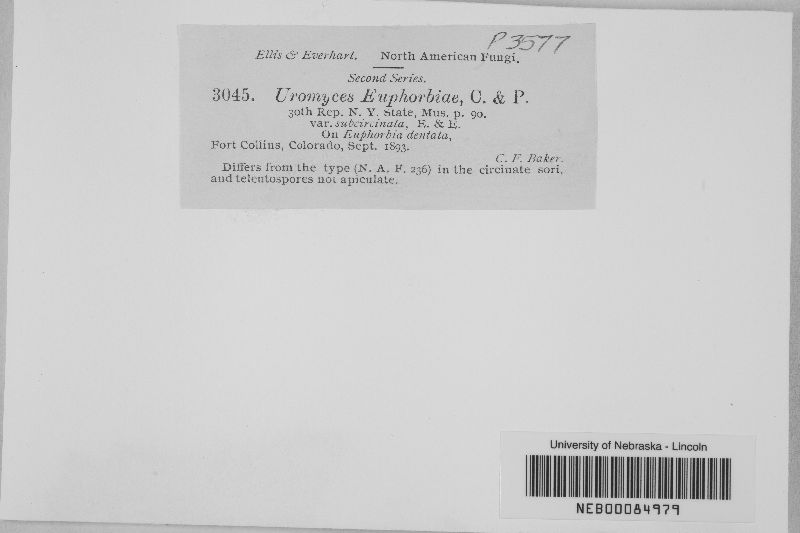 P 3577
Ellis & Everhart. North American Fungi.
Second Series.
3045. Uromyces Euphorbiae, C. & P.
30th Rep. N. Y. State, Mus. p. 90.
var. subcircinata, E. & E.
On Euphorbia dentata,
Fort Collins, Colorado, Sept. 1893.
C. F. Baker.
Differs from the type (N. A. F. 236) in the circinate sori,
and teleutospores not apiculate.
University of Nebraska - Lincoln
NEB00084979